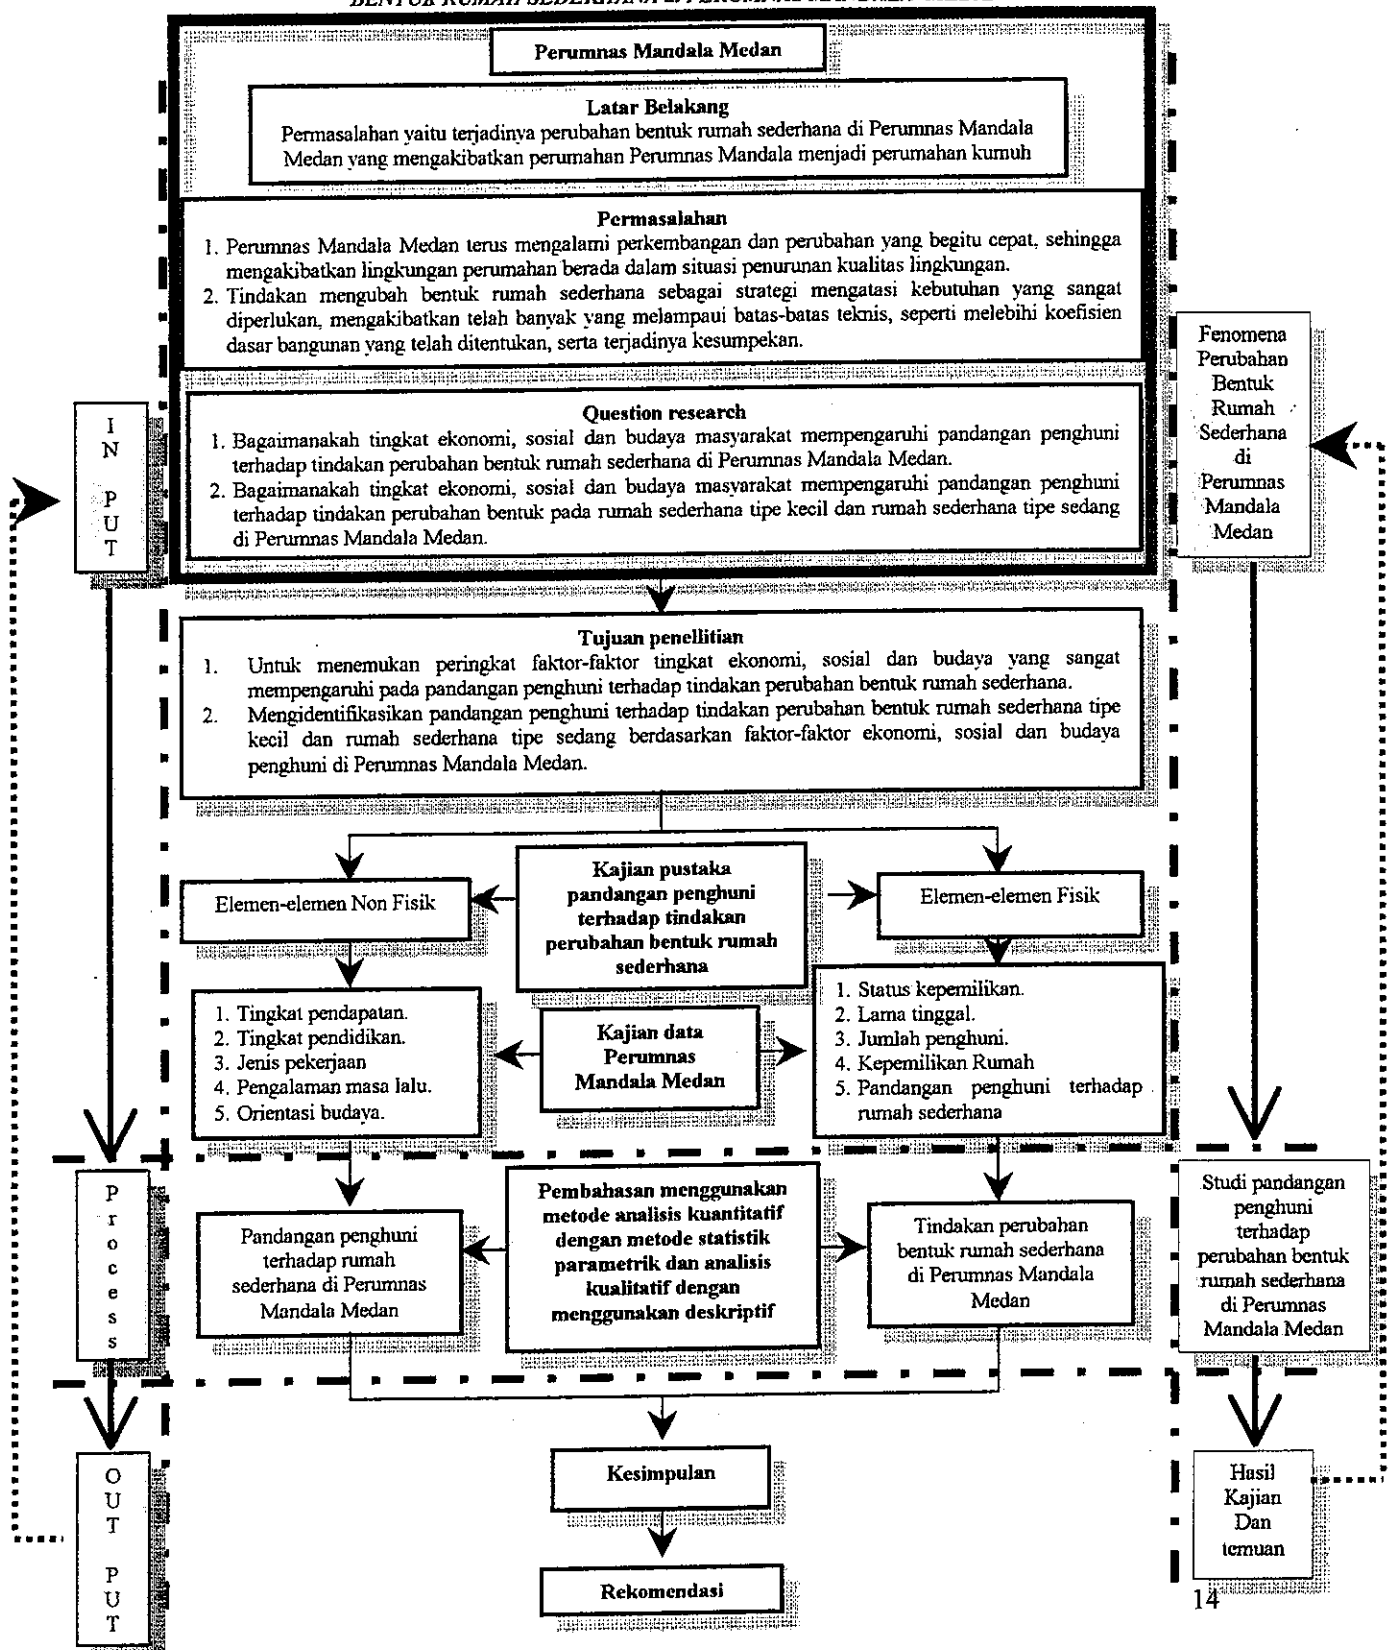 Perumnas Mandala Medan
Latar Belakang
Permasalahan yaitu terjadinya perubahan bentuk rumah sederhana di Perumnas Mandala
Medan yang mengakibatkan perumahan Perumnas Mandala menjadi perumahan kumuh
Permasalahan
1. Perumnas Mandala Medan terus mengalami perkembangan dan perubahan yang begitu cepat, sehingga
mengakibatkan lingkungan perumahan berada dalam situasi penurunan kualitas lingkungan.
2. Tindakan mengubah bentuk rumah sederhana sebagai strategi mengatasi kebutuhan yang sangat
diperlukan, mengakibatkan telah banyak yang melampaui batas-batas teknis, seperti melebihi koefisien
dasar bangunan yang telah ditentukan, serta terjadinya kesumpekan.
Question research
1. Bagaimanakah tingkat ekonomi, sosial dan budaya masyarakat mempengaruhi pandangan penghuni
terhadap tindakan perubahan bentuk rumah sederhana di Perumnas Mandala Medan.
2. Bagaimanakah tingkat ekonomi, sosial dan budaya masyarakat mempengaruhi pandangan penghuni
terhadap tindakan perubahan bentuk pada rumah sederhana tipe kecil dan rumah sederhana tipe sedang
di Perumnas Mandala Medan.
I
N
P
U
T
Fenomena
Perubahan
Bentuk
Rumah
Sederhana
di
Perumnas
Mandala
Medan
Tujuan penellitian
1. Untuk menemukan peringkat faktor-faktor tingkat ekonomi, sosial dan budaya yang sangat
mempengaruhi pada pandangan penghuni terhadap tindakan perubahan bentuk rumah sederhana.
2. Mengidentifikasikan pandangan penghuni terhadap tindakan perubahan bentuk rumah sederhana tipe
kecil dan rumah sederhana tipe sedang berdasarkan faktor-faktor ekonomi, sosial dan budaya
penghuni di Perumnas Mandala Medan.
Elemen-elemen Non Fisik
Kajian pustaka
pandangan penghuni
terhadap tindakan
perubahan bentuk rumah
sederhana
Elemen-elemen Fisik
1. Tingkat pendapatan.
2. Tingkat pendidikan.
3. Jenis pekerjaan
4. Pengalaman masa lalu.
5. Orientasi budaya.
Kajian data
Perumnas
Mandala Medan
1. Status kepemilikan.
2. Lama tinggal.
3. Jumlah penghuni.
4. Kepemilikan Rumah
5. Pandangan penghuni terhadap
rumah sederhana
P
r
o
c
e
s
s
Pandangan penghuni
terhadap rumah
sederhana di Perumnas
Mandala Medan
Pembahasan menggunakan
metode analisis kuantitatif
dengan metode statistik
parametrik dan analisis
kualitatif dengan
menggunakan deskriptif
Tindakan perubahan
bentuk rumah sederhana
di Perumnas Mandala
Medan
Studi pandangan
penghuni
terhadap
perubahan bentuk
rumah sederhana
di Perumnas
Mandala Medan
O
U
T
P
U
T
Kesimpulan
Rekomendasi
Hasil
Kajian
Dan
temuan
14